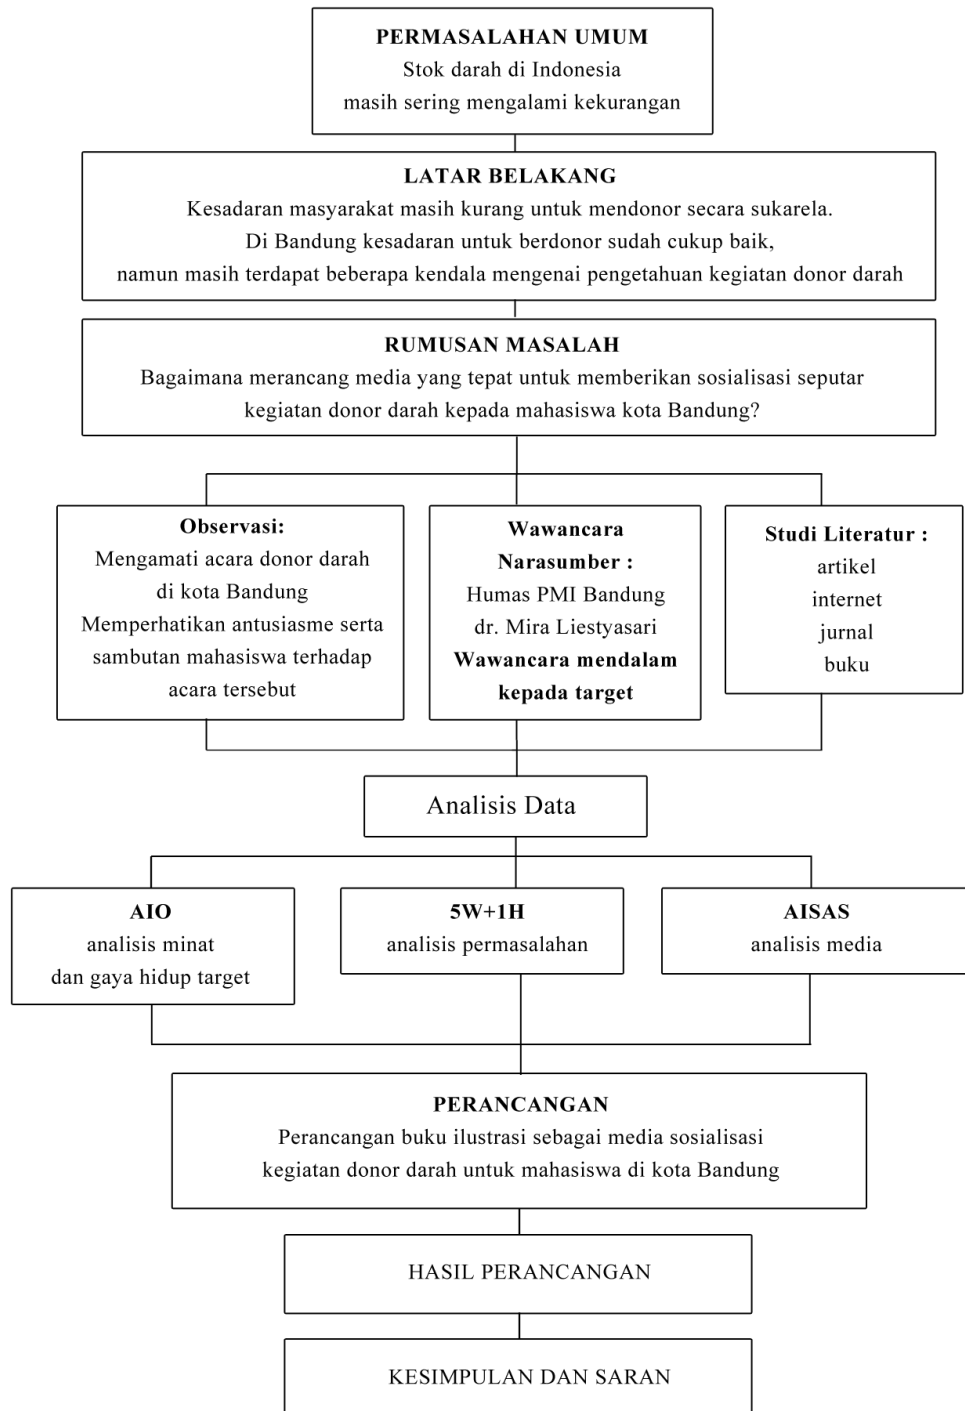 PERMASALAHAN UMUM
Stok darah di Indonesia
masih sering mengalami kekurangan
LATAR BELAKANG
Kesadaran masyarakat masih kurang untuk mendonor secara sukarela.
Di Bandung kesadaran untuk berdonor sudah cukup baik,
namun masih terdapat beberapa kendala mengenai pengetahuan kegiatan donor darah
RUMUSAN MASALAH
Bagaimana merancang media yang tepat untuk memberikan sosialisasi seputar
kegiatan donor darah kepada mahasiswa kota Bandung?
Observasi:
Mengamati acara donor darah
di kota Bandung
Memperhatikan antusiasme serta
sambutan mahasiswa terhadap
acara tersebut
Wawancara
Narasumber :
Humas PMI Bandung
dr. Mira Liestyasari
Wawancara mendalam
kepada target
Studi Literatur :
artikel
internet
jurnal
buku
Analisis Data
AIO
analisis minat
dan gaya hidup target
5W+1H
analisis permasalahan
AISAS
analisis media
PERANCANGAN
Perancangan buku ilustrasi sebagai media sosialisasi
kegiatan donor darah untuk mahasiswa di kota Bandung
HASIL PERANCANGAN
KESIMPULAN DAN SARAN